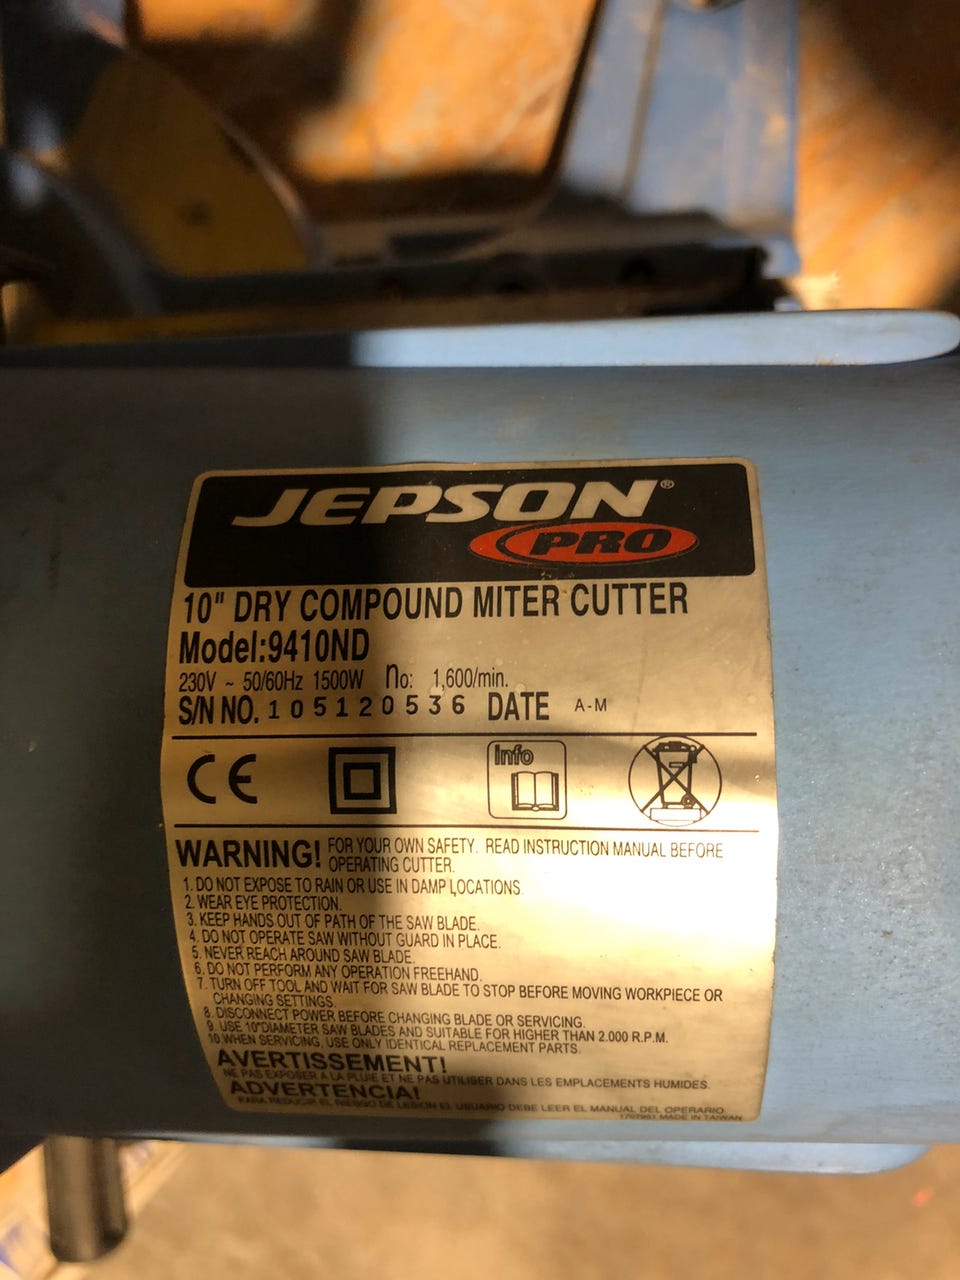 JEPSON®
PRO
10" DRY COMPOUND MITER CUTTER
Model:9410ND
230V ~ 50/60Hz 1500W no: 1,600/min.
S/N NO. 105120536 DATE A-M
CE
Info
WARNING! FOR YOUR OWN SAFETY. READ INSTRUCTION MANUAL BEFORE
OPERATING CUTTER.
1. DO NOT EXPOSE TO RAIN OR USE IN DAMP LOCATIONS
2. WEAR EYE PROTECTION.
3. KEEP HANDS OUT OF PATH OF THE SAW BLADE.
4. DO NOT OPERATE SAW WITHOUT GUARD IN PLACE.
5. NEVER REACH AROUND SAW BLADE.
6. DO NOT PERFORM ANY OPERATION FREEHAND.
7. TURN OFF TOOL AND WAIT FOR SAW BLADE TO STOP BEFORE MOVING WORKPIECE OR
CHANGING SETTINGS.
8. DISCONNECT POWER BEFORE CHANGING BLADE OR SERVICING.
9. USE 10"DIAMETER SAW BLADES AND SUITABLE FOR HIGHER THAN 2.000 R.P.M.
10. WHEN SERVICING, USE ONLY IDENTICAL REPLACEMENT PARTS.
AVERTISSEMENT!
NE PAS EXPOSER A LA PLUIE ET NE PAS UTILISER DANS LES EMPLACEMENTS HUMIDES.
ADVERTENCIA!
PARA REDUCIR EL RIESGO DE LESION EL USUARIO DEBE LEER EL MANUAL DEL OPERARIO.
MADE IN TAIWAN